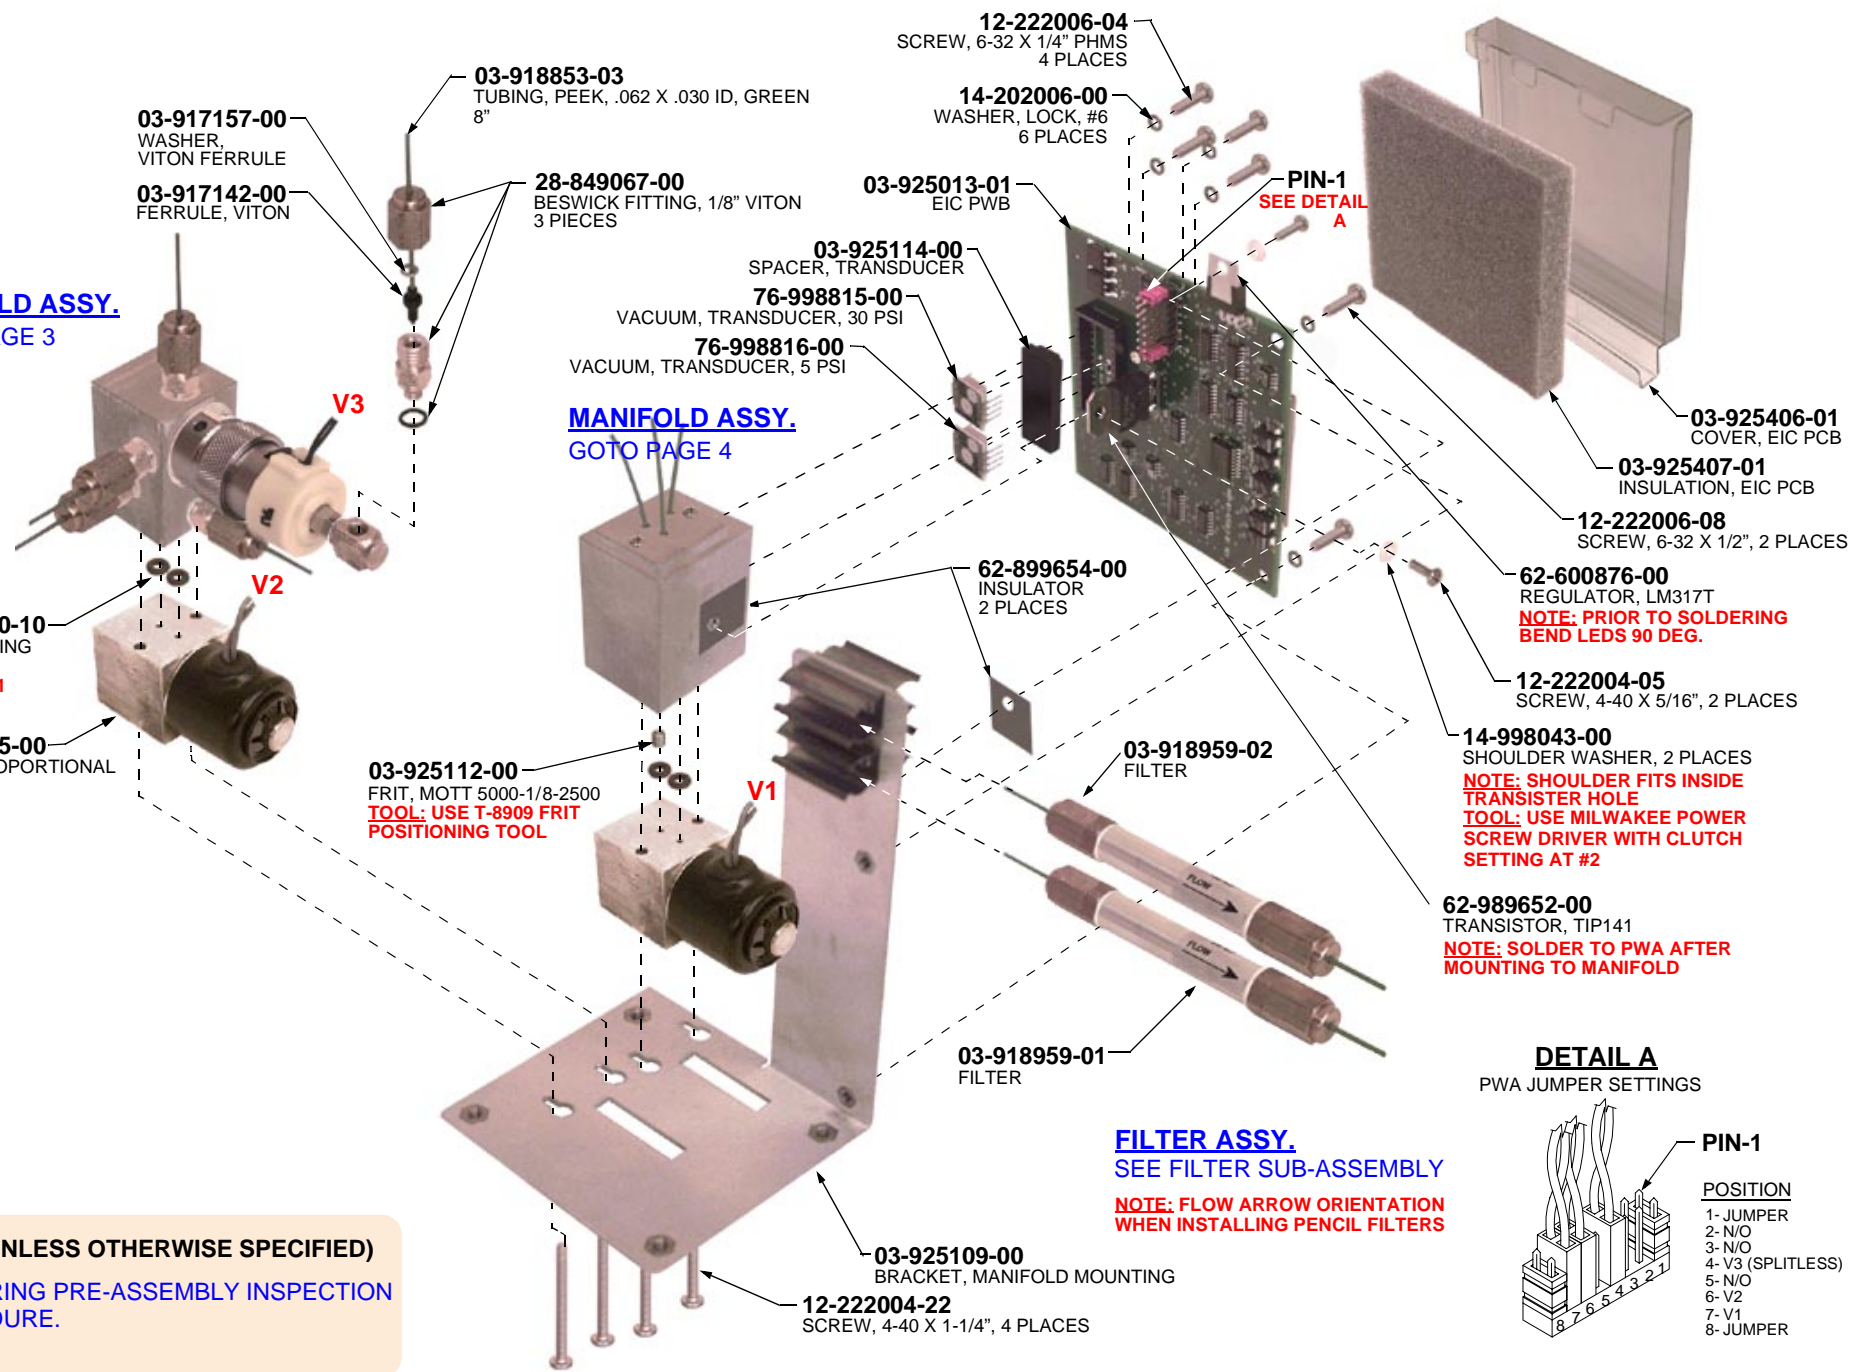 12-222006-04
SCREW, 6-32 X 1/4” PHMS
4 PLACES
03-918853-03
TUBING, PEEK, .062 X .030 ID, GREEN
8”
14-202006-00
WASHER, LOCK, #6
6 PLACES
03-917157-00
WASHER,
VITON FERRULE
03-917142-00
FERRULE, VITON
28-849067-00
BESWICK FITTING, 1/8” VITON
3 PIECES
03-925013-01
EIC PWB
PIN-1
SEE DETAIL
A
03-925114-00
SPACER, TRANSDUCER
76-998815-00
VACUUM, TRANSDUCER, 30 PSI
76-998816-00
VACUUM, TRANSDUCER, 5 PSI
LD ASSY.
GE 3
V3
MANIFOLD ASSY.
GOTO PAGE 4
03-925406-01
COVER, EIC PCB
03-925407-01
INSULATION, EIC PCB
12-222006-08
SCREW, 6-32 X 1/2”, 2 PLACES
V2
62-899654-00
INSULATOR
2 PLACES
62-600876-00
REGULATOR, LM317T
NOTE: PRIOR TO SOLDERING
BEND LEDS 90 DEG.
0-10
ING
1
12-222004-05
SCREW, 4-40 X 5/16”, 2 PLACES
5-00
OPORTIONAL
03-925112-00
FRIT, MOTT 5000-1/8-2500
TOOL: USE T-8909 FRIT
POSITIONING TOOL
V1
03-918959-02
FILTER
14-998043-00
SHOULDER WASHER, 2 PLACES
NOTE: SHOULDER FITS INSIDE
TRANSISTER HOLE
TOOL: USE MILWAKEE POWER
SCREW DRIVER WITH CLUTCH
SETTING AT #2
FLOW
FLOW
62-989652-00
TRANSISTOR, TIP141
NOTE: SOLDER TO PWA AFTER
MOUNTING TO MANIFOLD
03-918959-01
FILTER
DETAIL A
PWA JUMPER SETTINGS
PIN-1
FILTER ASSY.
SEE FILTER SUB-ASSEMBLY
NOTE: FLOW ARROW ORIENTATION
WHEN INSTALLING PENCIL FILTERS
POSITION
1- JUMPER
2- N/O
3- N/O
4- V3 (SPLITLESS)
5- N/O
6- V2
7- V1
8- JUMPER
8 7 6 5 4 3 2 1
03-925109-00
BRACKET, MANIFOLD MOUNTING
12-222004-22
SCREW, 4-40 X 1-1/4”, 4 PLACES
NLESS OTHERWISE SPECIFIED)
RING PRE-ASSEMBLY INSPECTION
DURE.